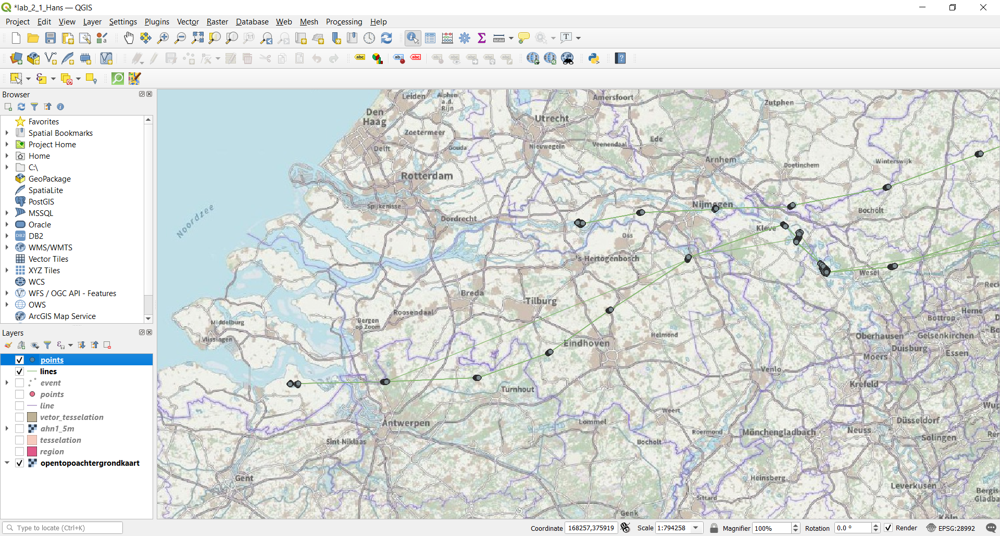 *lab_2_1_Hans — QGIS
Project Edit View Layer Settings Plugins Vector Raster Database Web Mesh Processing Help
Browser
Favorites
Spatial Bookmarks
Project Home
Home
C:\
GeoPackage
SpatiaLite
PostGIS
MSSQL
Oracle
DB2
WMS/WMTS
Vector Tiles
XYZ Tiles
WCS
WFS / OGC API - Features
OWS
ArcGIS Map Service
Layers
points
lines
event
points
line
vetor_tesselation
ahn1_5m
tesselation
region
opentopoachtergrondkaart
Leiden
Alphen
a.d.
Rijn
Amersfoort
Zutphen
Den
Haag
Utrecht
Zoetermeer
Ede
Veenendaal
Delft
Gouda
Nieuwegein
Arnhem
Doetinchem
Winterswijk
Rotterdam
Spijkenisse
Nijmegen
Noordzee
Dordrecht
Bocholt
Kleve
Oss
's-Hertogenbosch
Wesel
Reck
Breda
Tilburg
Roosendaal
Herne
Bottrop
Middelburg
Bergen
op Zoom
Vlissingen
Helmond
Oberhausen
Gelsenkirchen
Eindhoven
Duisburg
Moers
Essen
Venlo
Turnhout
Krefeld
Wup
Antwerpen
Lommel
Weert
Düsseldorf
Roermond
Mönchengladbach
Neuss
Solingen
Sint-Niklaas
Bocholt
Gent
Heinsberg
Leverkusen
Bergis
Gladba
Sittard
Genk
Köln
Type to locate (Ctrl+K)
Coordinate 168257,375919 Scale 1:794258 Magnifier 100% Rotation 0.0 ° Render EPSG:28992